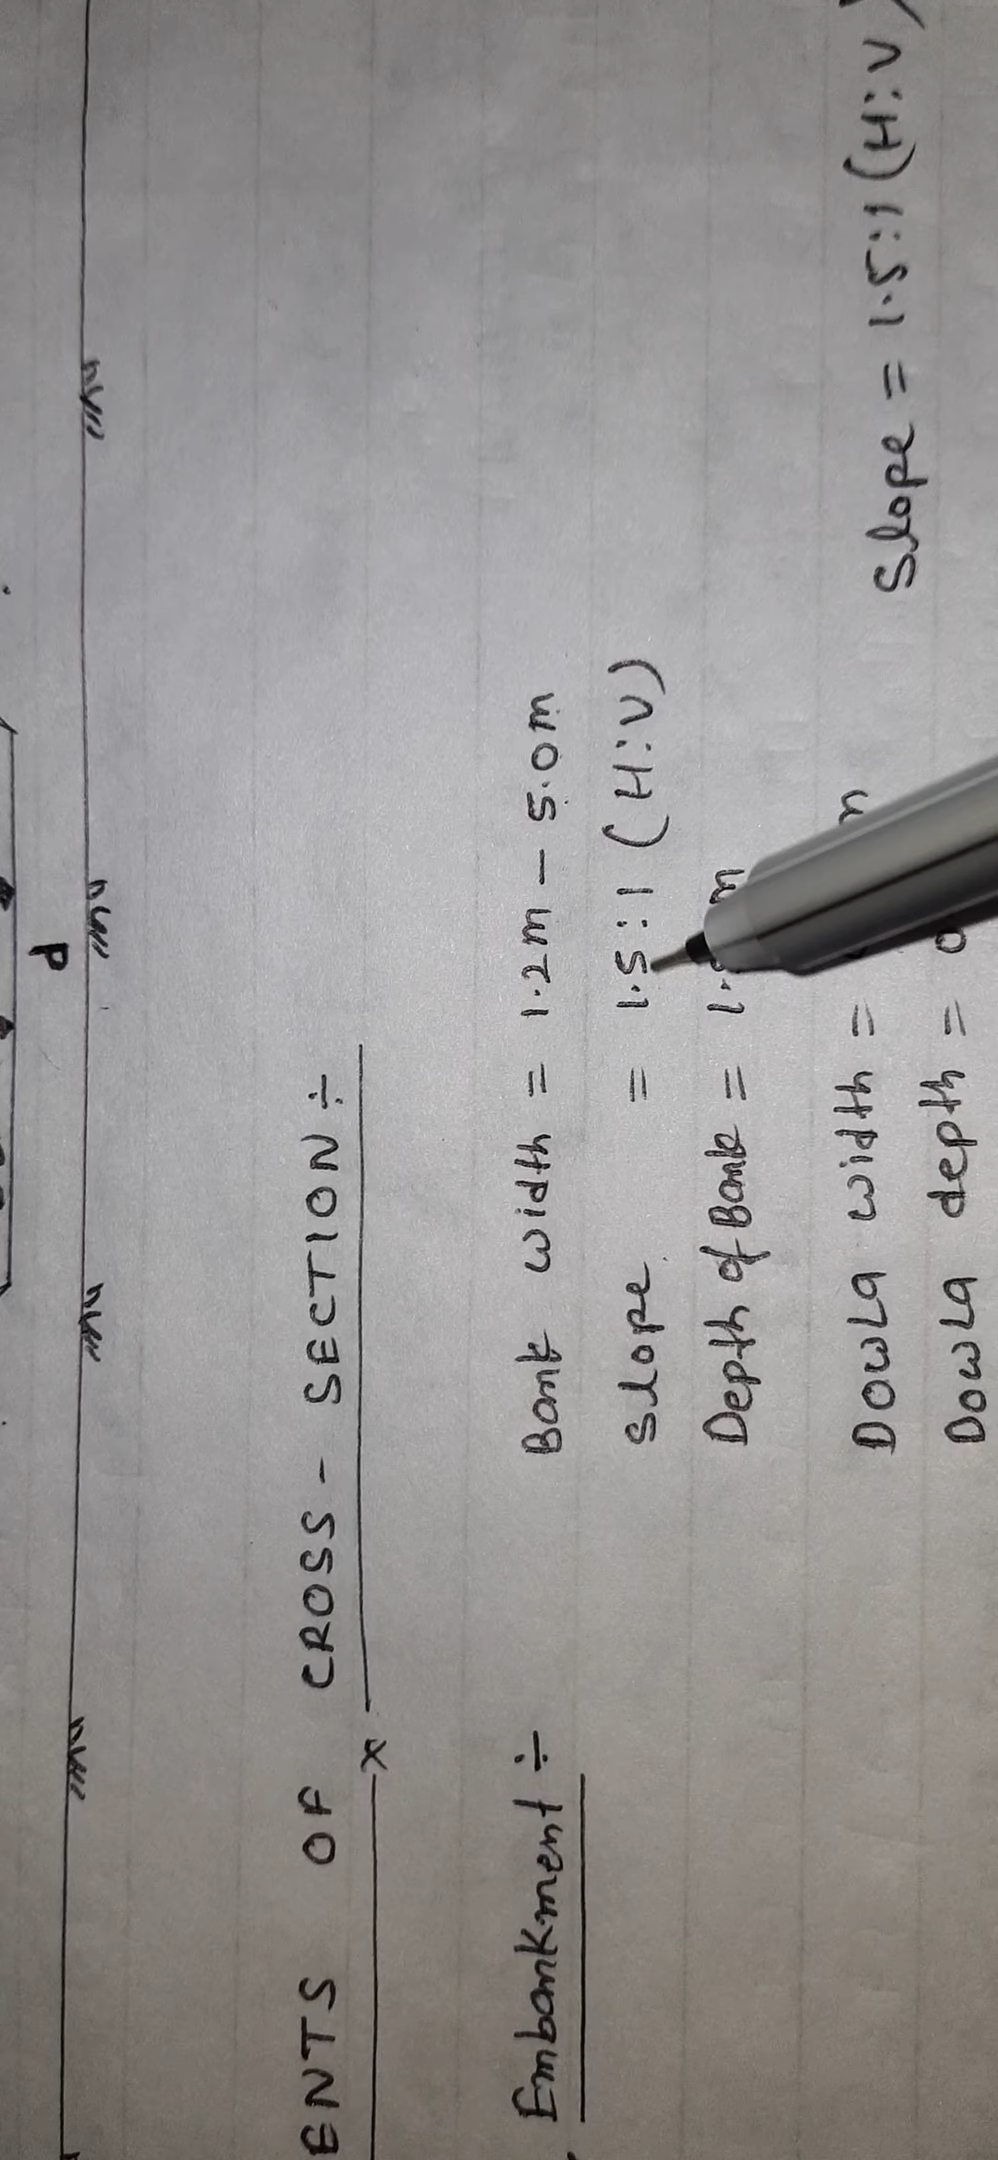 P
ENTS OF CROSS-SECTION÷
x
Embankment ÷
Bank width = 1.2m - 5.0m
Slope = 1.5:1 (H:V)
Depth of Bank = m
Dowla width = Slope = 1.5:1 (H:V)
Dowla depth =